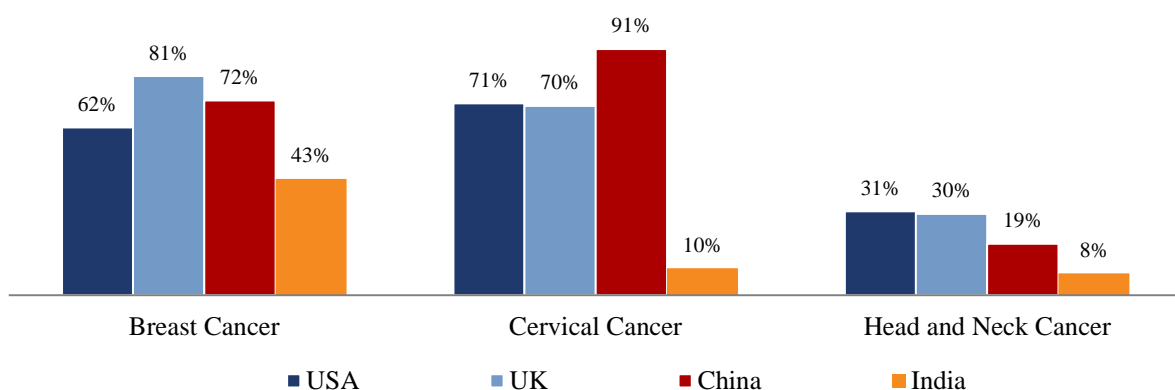 62%
81%
72%
43%
71%
70%
91%
10%
31%
30%
19%
8%
Breast Cancer
Cervical Cancer
Head and Neck Cancer
USA
UK
China
India